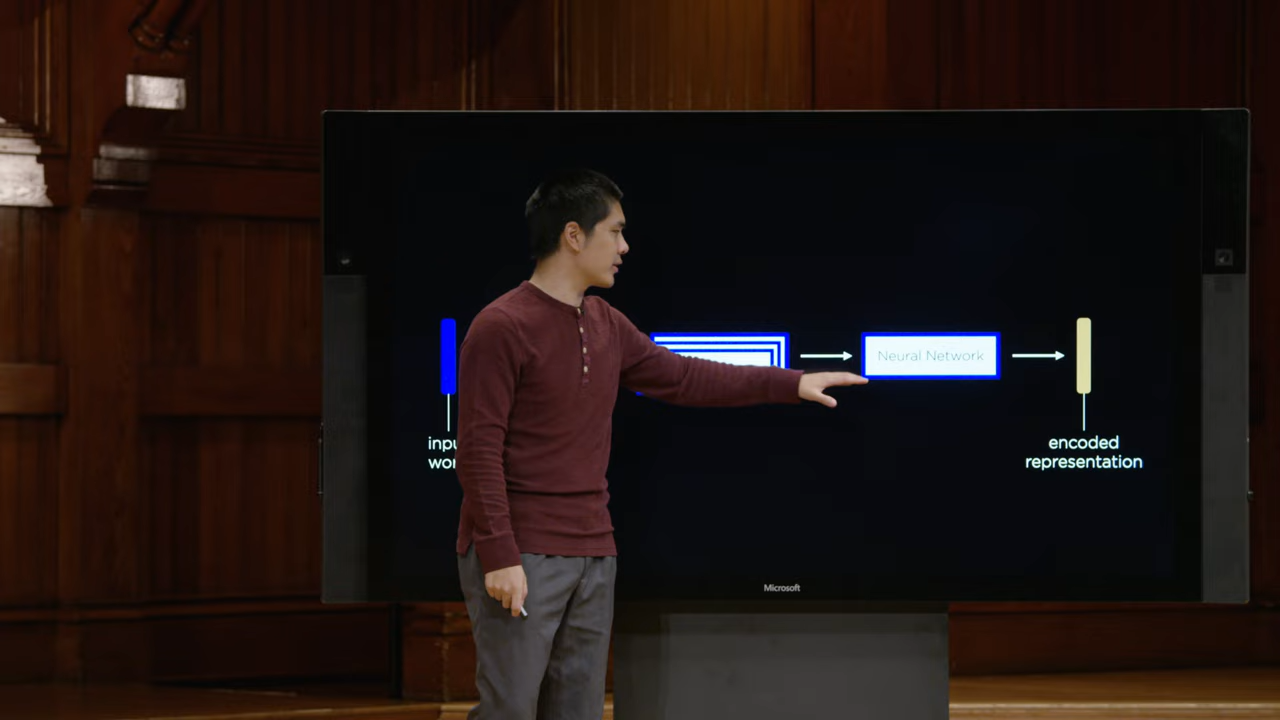 Neural Network
encoded
representation
Microsoft